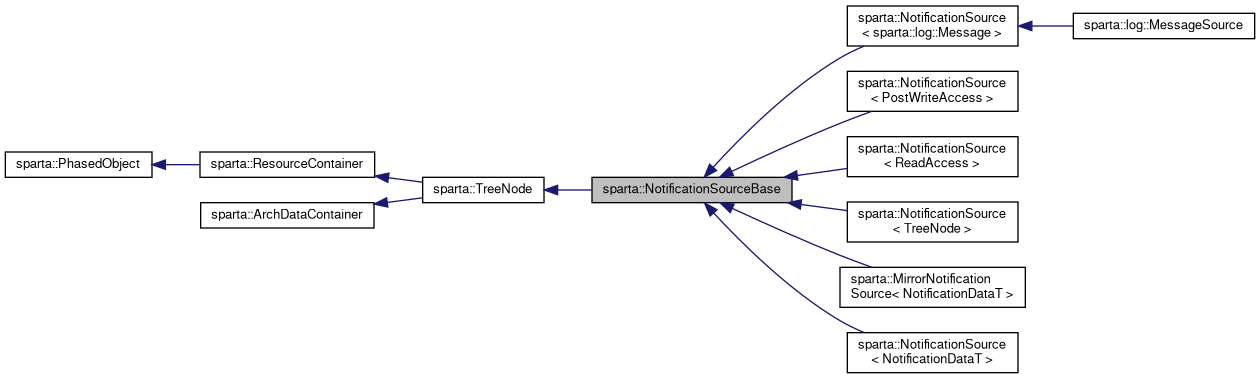 sparta::NotificationSource
< sparta::log::Message >
sparta::log::MessageSource
sparta::NotificationSource
< PostWriteAccess >
sparta::NotificationSource
< ReadAccess >
sparta::PhasedObject
sparta::ResourceContainer
sparta::TreeNode
sparta::NotificationSourceBase
sparta::ArchDataContainer
sparta::NotificationSource
< TreeNode >
sparta::MirrorNotification
Source< NotificationDataT >
sparta::NotificationSource
< NotificationDataT >